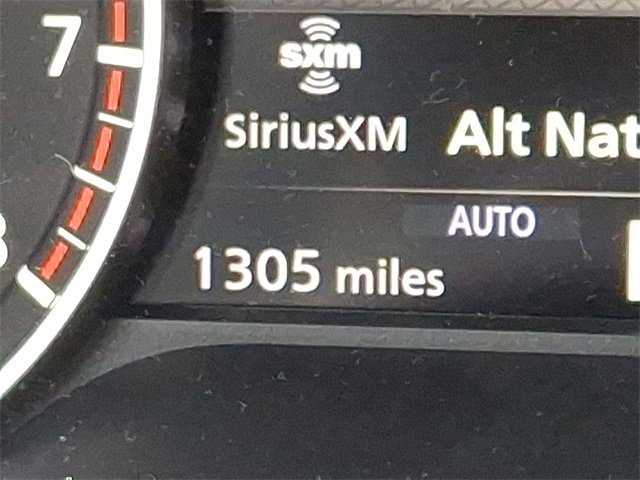 7
sxm
SiriusXM Alt Nat
AUTO
1305 miles